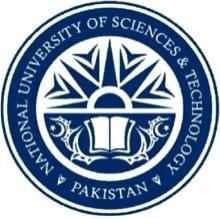 NATIONAL UNIVERSITY OF SCIENCES & TECHNOLOGY
PAKISTAN